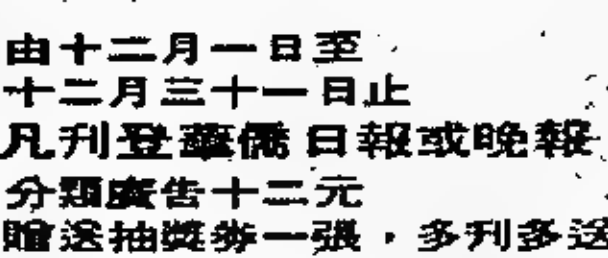 由十二月一日至
十二月三十一日止
凡刊登華僑日報或晚報
分類廣告十二元
贈送抽獎券一張，多刊多送